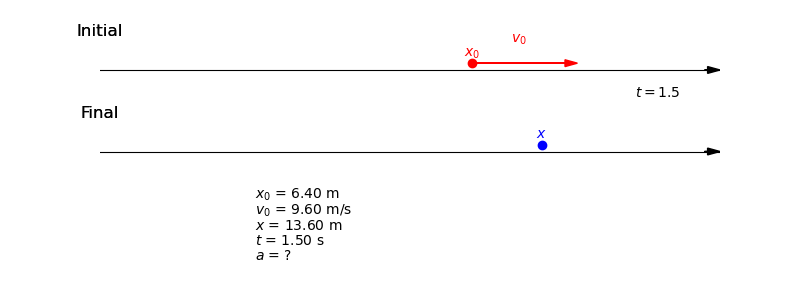 Initial
v₀
x₀
t = 1.5
Final
x
x₀ = 6.40 m
v₀ = 9.60 m/s
x = 13.60 m
t = 1.50 s
a = ?